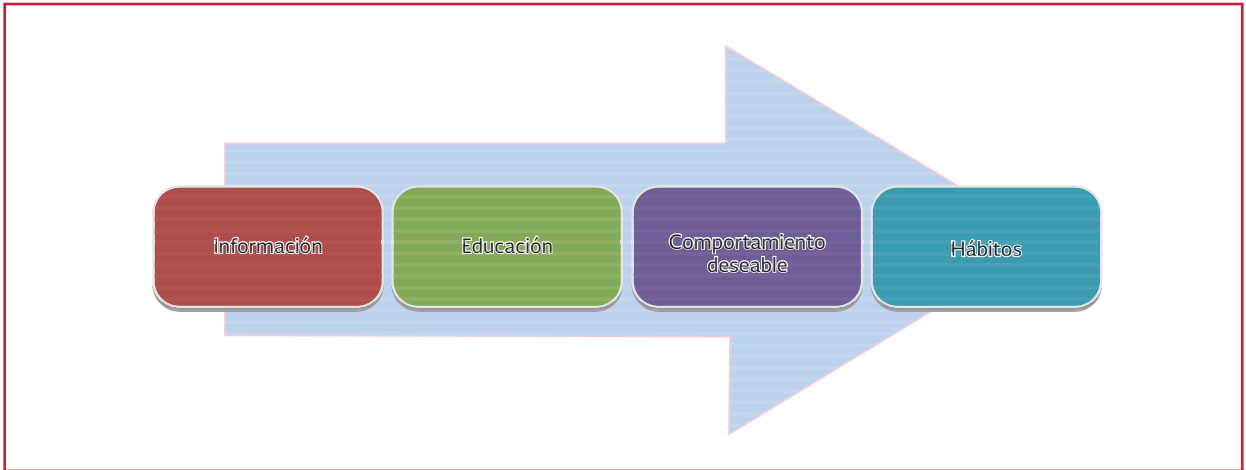 Información
Educación
Comportamiento
deseable
Hábitos